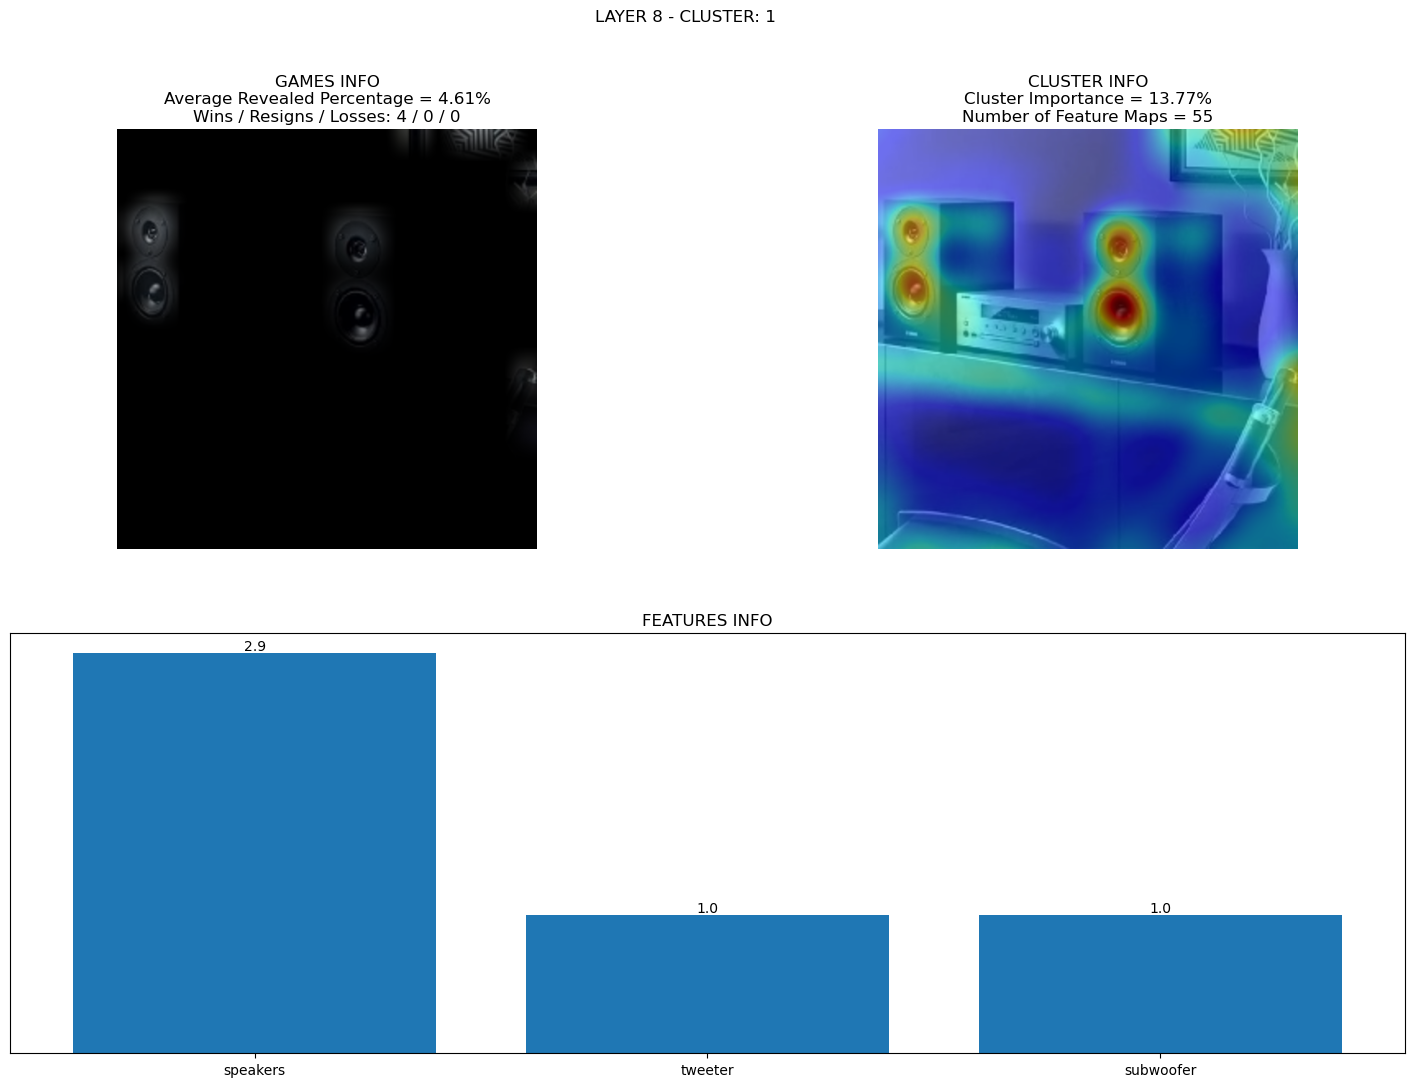 LAYER 8 - CLUSTER: 1
GAMES INFO
Average Revealed Percentage = 4.61%
Wins / Resigns / Losses: 4 / 0 / 0
CLUSTER INFO
Cluster Importance = 13.77%
Number of Feature Maps = 55
FEATURES INFO
2.9
1.0
1.0
speakers
tweeter
subwoofer